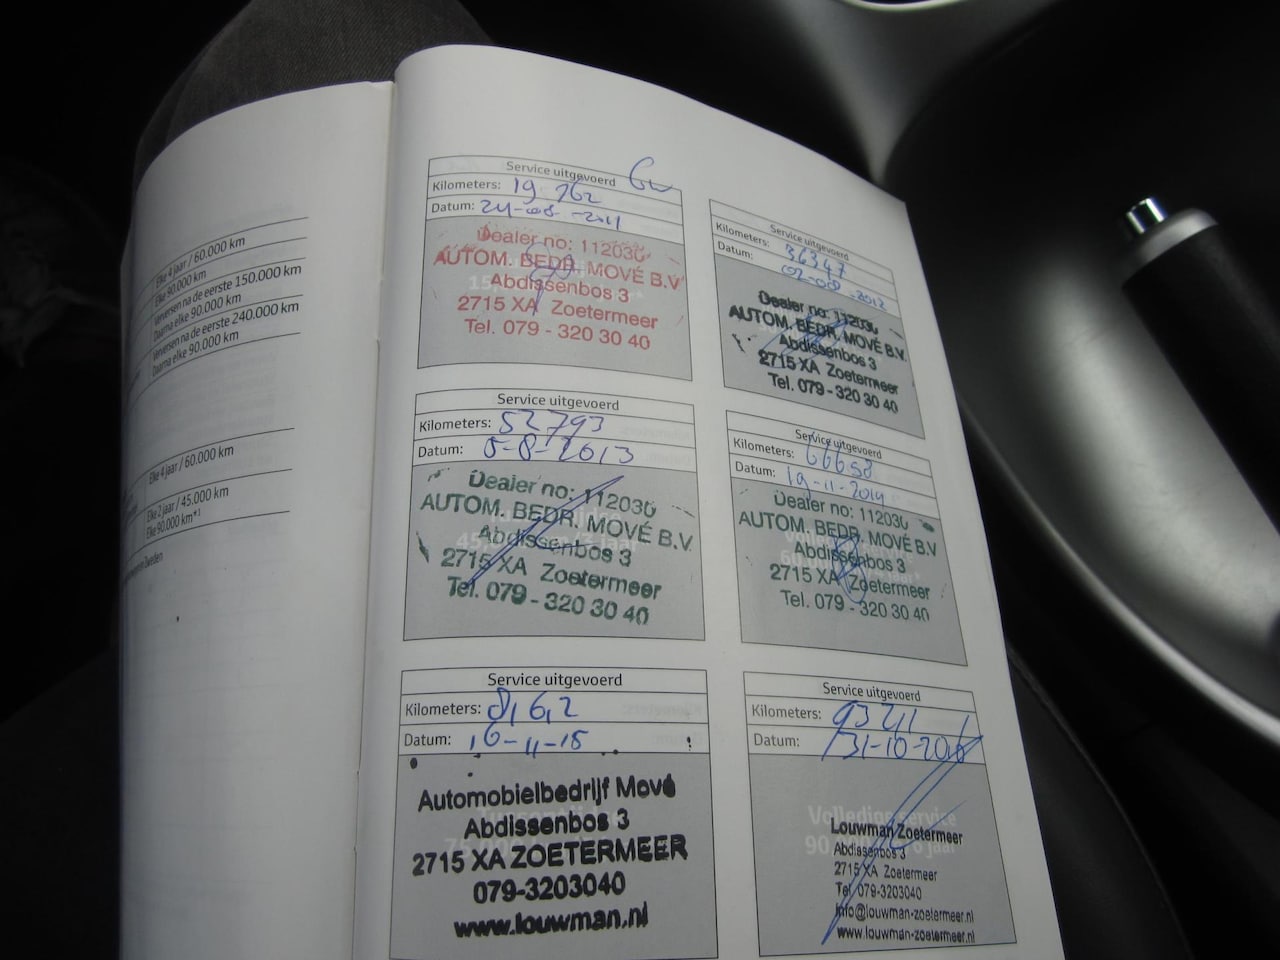 Elke 4 jaar / 60.000 km
Elke 90.000 km
Verversen na de eerste 150.000 km
Daarna elke 90.000 km
Verversen na de eerste 240.000 km
Daarna elke 90.000 km
Elke 4 jaar / 60.000 km
Elke 2 jaar / 45.000 km
Elke 90.000 km*¹
Zweden
Service uitgevoerd
Kilometers: 19.762
Datum: 24-08-2011
Dealer no: 112030
AUTOM. BEDR. MOVÉ B.V
Abdissenbos 3
2715 XA Zoetermeer
Tel. 079 - 320 30 40
Service uitgevoerd
Kilometers: 36347
Datum: 02-08-2012
Dealer no: 112030
AUTOM. BEDR. MOVÉ B.V.
Abdissenbos 3
2715 XA Zoetermeer
Tel. 079 - 320 30 40
Service uitgevoerd
Kilometers: 52793
Datum: 5-8-2013
Dealer no: 112030
AUTOM. BEDR. MOVÉ B.V
Abdissenbos 3
2715 XA Zoetermeer
Tel. 079 - 320 30 40
Service uitgevoerd
Kilometers: 66658
Datum: 19-11-2014
Dealer no: 112030
AUTOM. BEDR. MOVÉ B.V
Abdissenbos 3
2715 XA Zoetermeer
Tel. 079 - 320 30 40
Service uitgevoerd
Kilometers: 8,6,2
Datum: 16-11-15
Automobielbedrijf Mové
Abdissenbos 3
2715 XA ZOETERMEER
079-3203040
www.louwman.nl
Service uitgevoerd
Kilometers: 93211
Datum: 31-10-2016
Volledige service
Louwman Zoetermeer
Abdissenbos 3
2715 XA Zoetermeer
Tel. 079-3203040
info@louwman-zoetermeer.nl
www.louwman-zoetermeer.nl